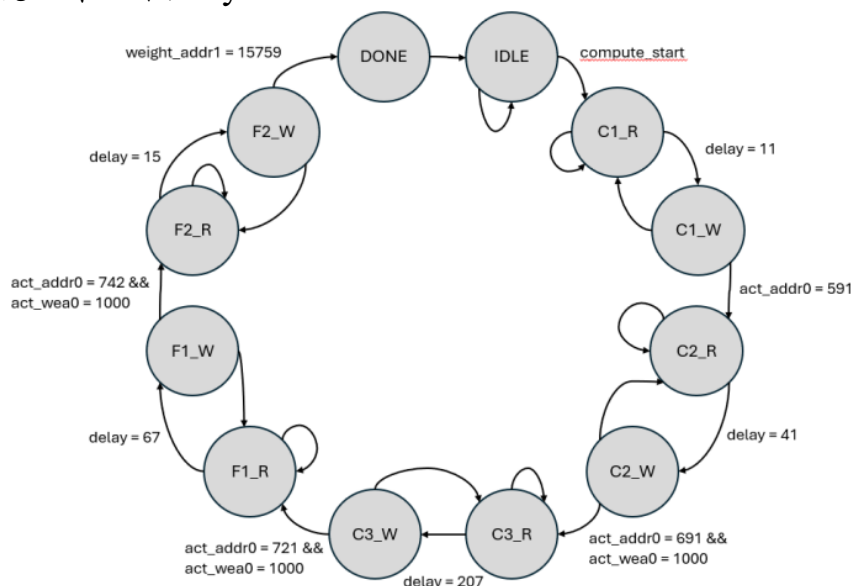 weight_addr1 = 15759
DONE
IDLE
compute_start
F2_W
C1_R
delay = 15
delay = 11
F2_R
C1_W
act_addr0 = 742 &&
act_wea0 = 1000
act_addr0 = 591
F1_W
C2_R
delay = 67
delay = 41
F1_R
C2_W
C3_W
C3_R
act_addr0 = 721 &&
act_wea0 = 1000
act_addr0 = 691 &&
act_wea0 = 1000
delay = 207